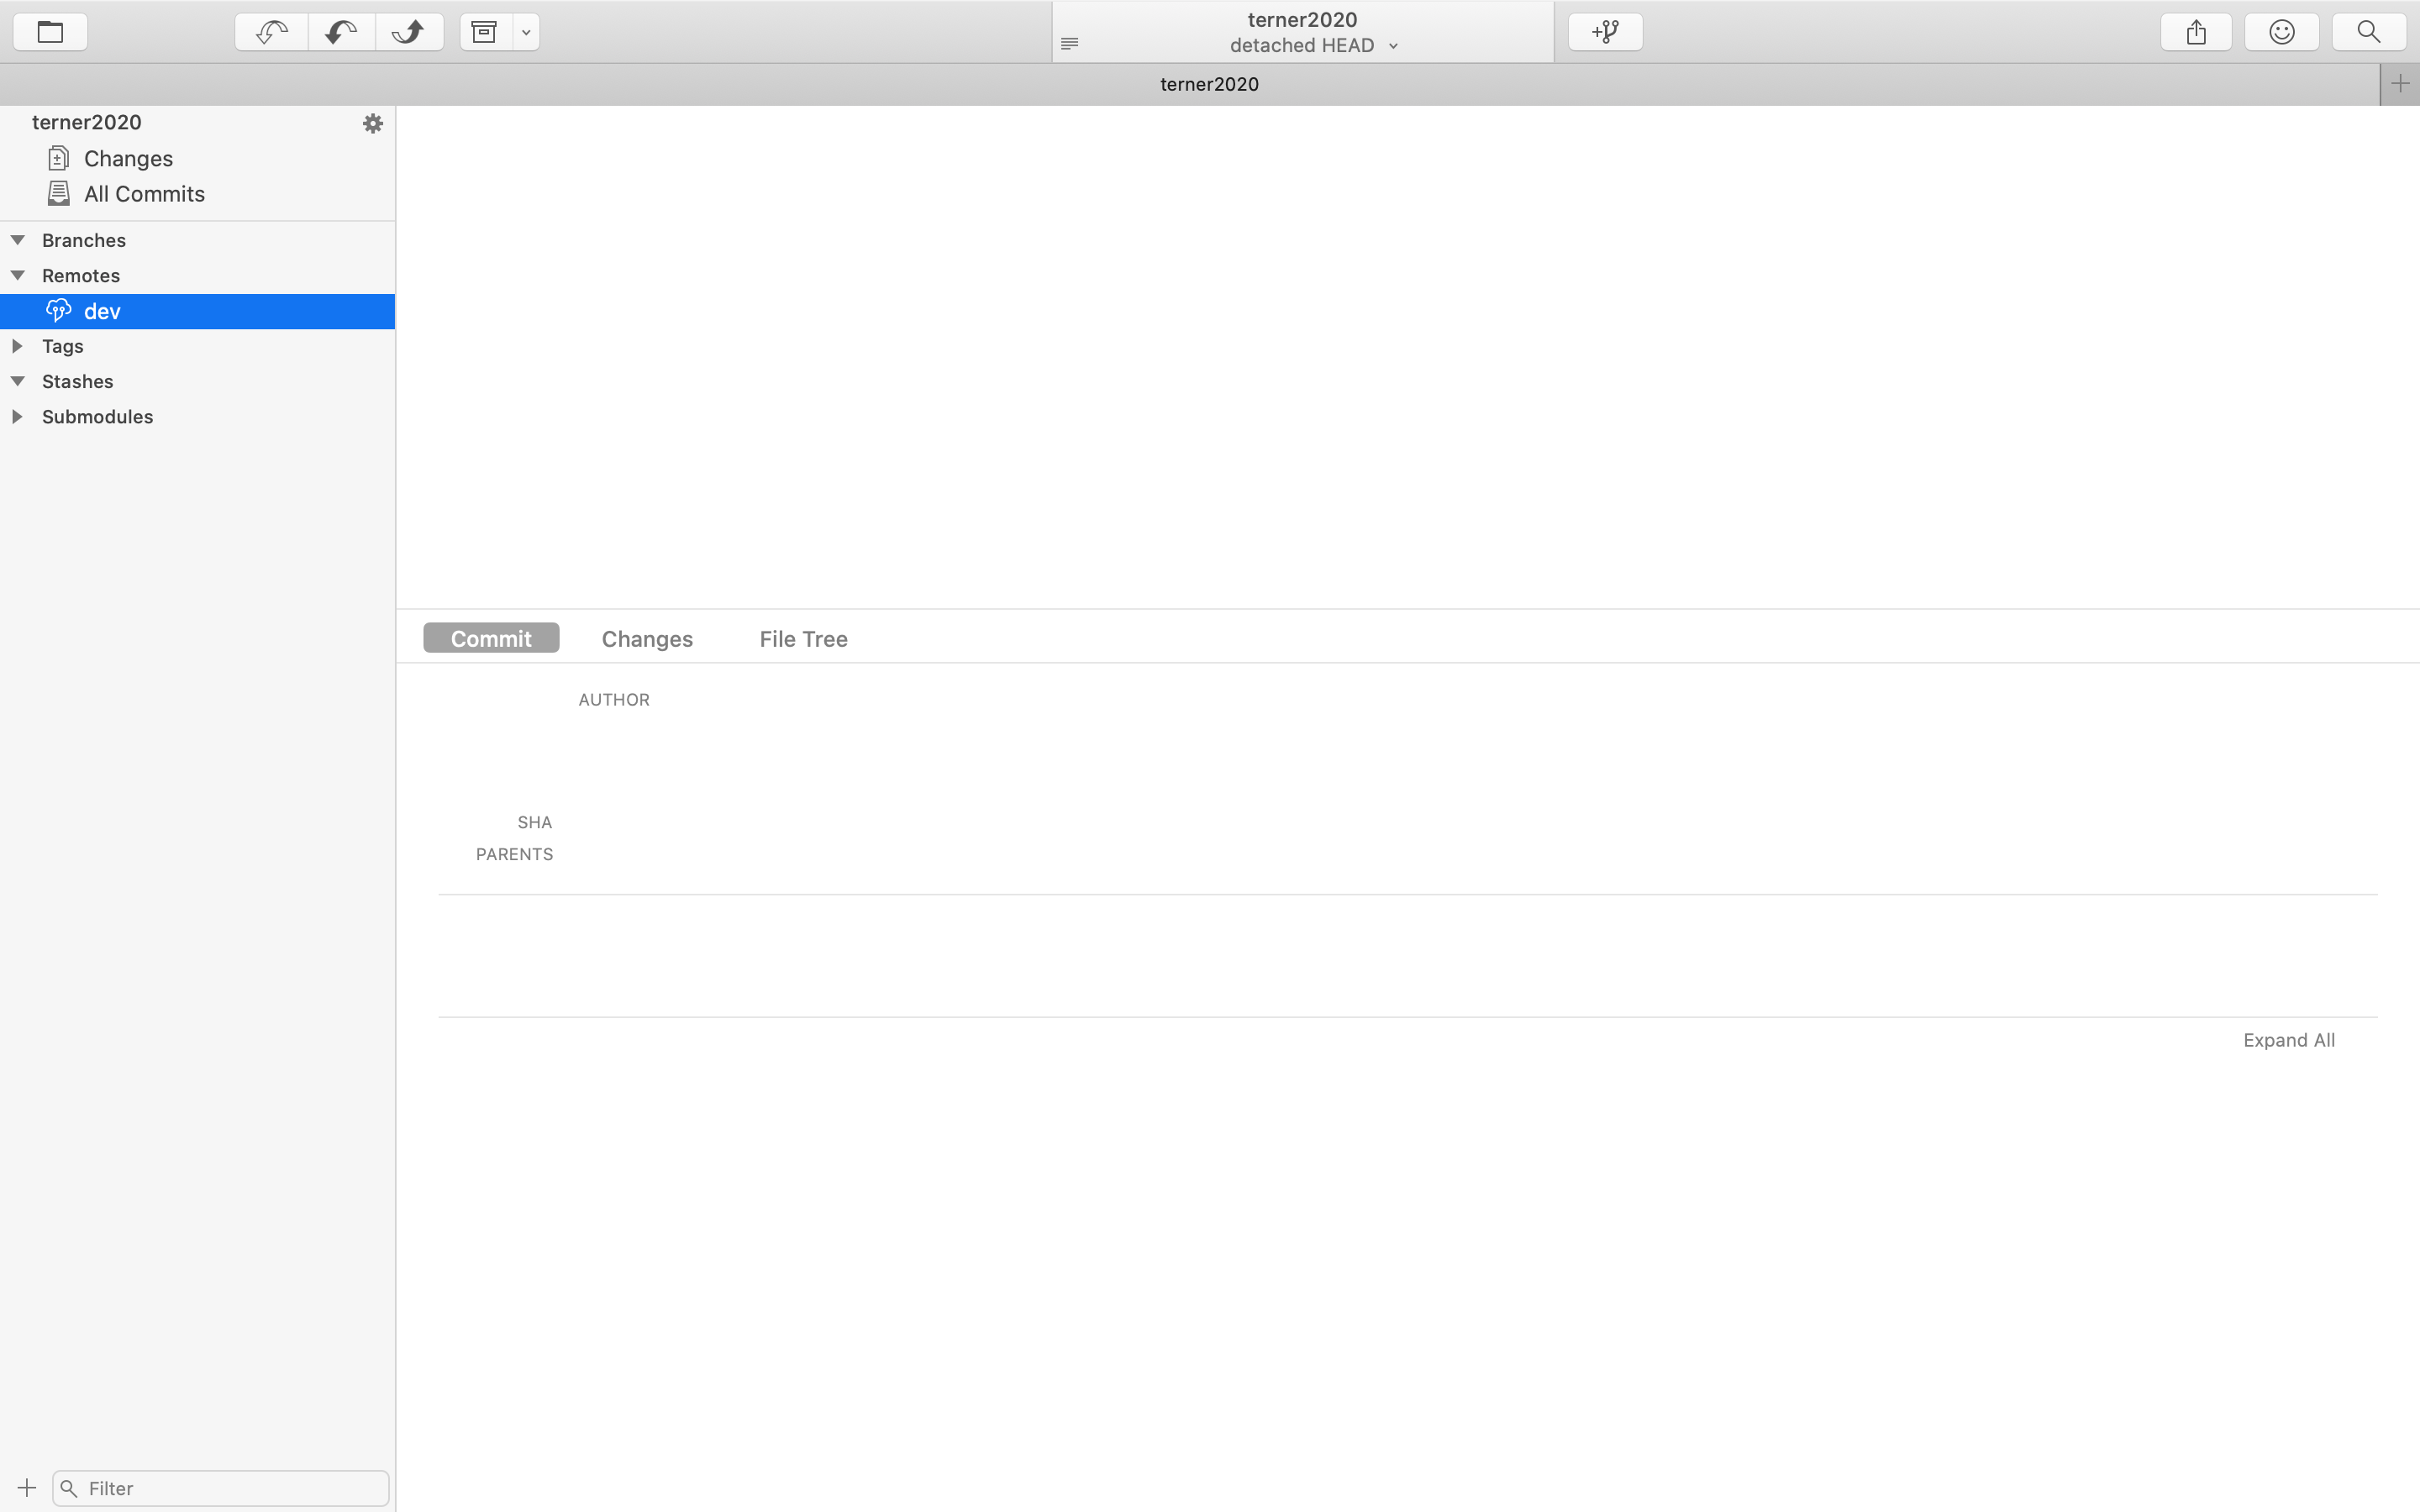 terner2020
detached HEAD
terner2020
terner2020
Changes
All Commits
Branches
Remotes
dev
Tags
Stashes
Submodules
Commit
Changes
File Tree
AUTHOR
SHA
PARENTS
Expand All
Filter